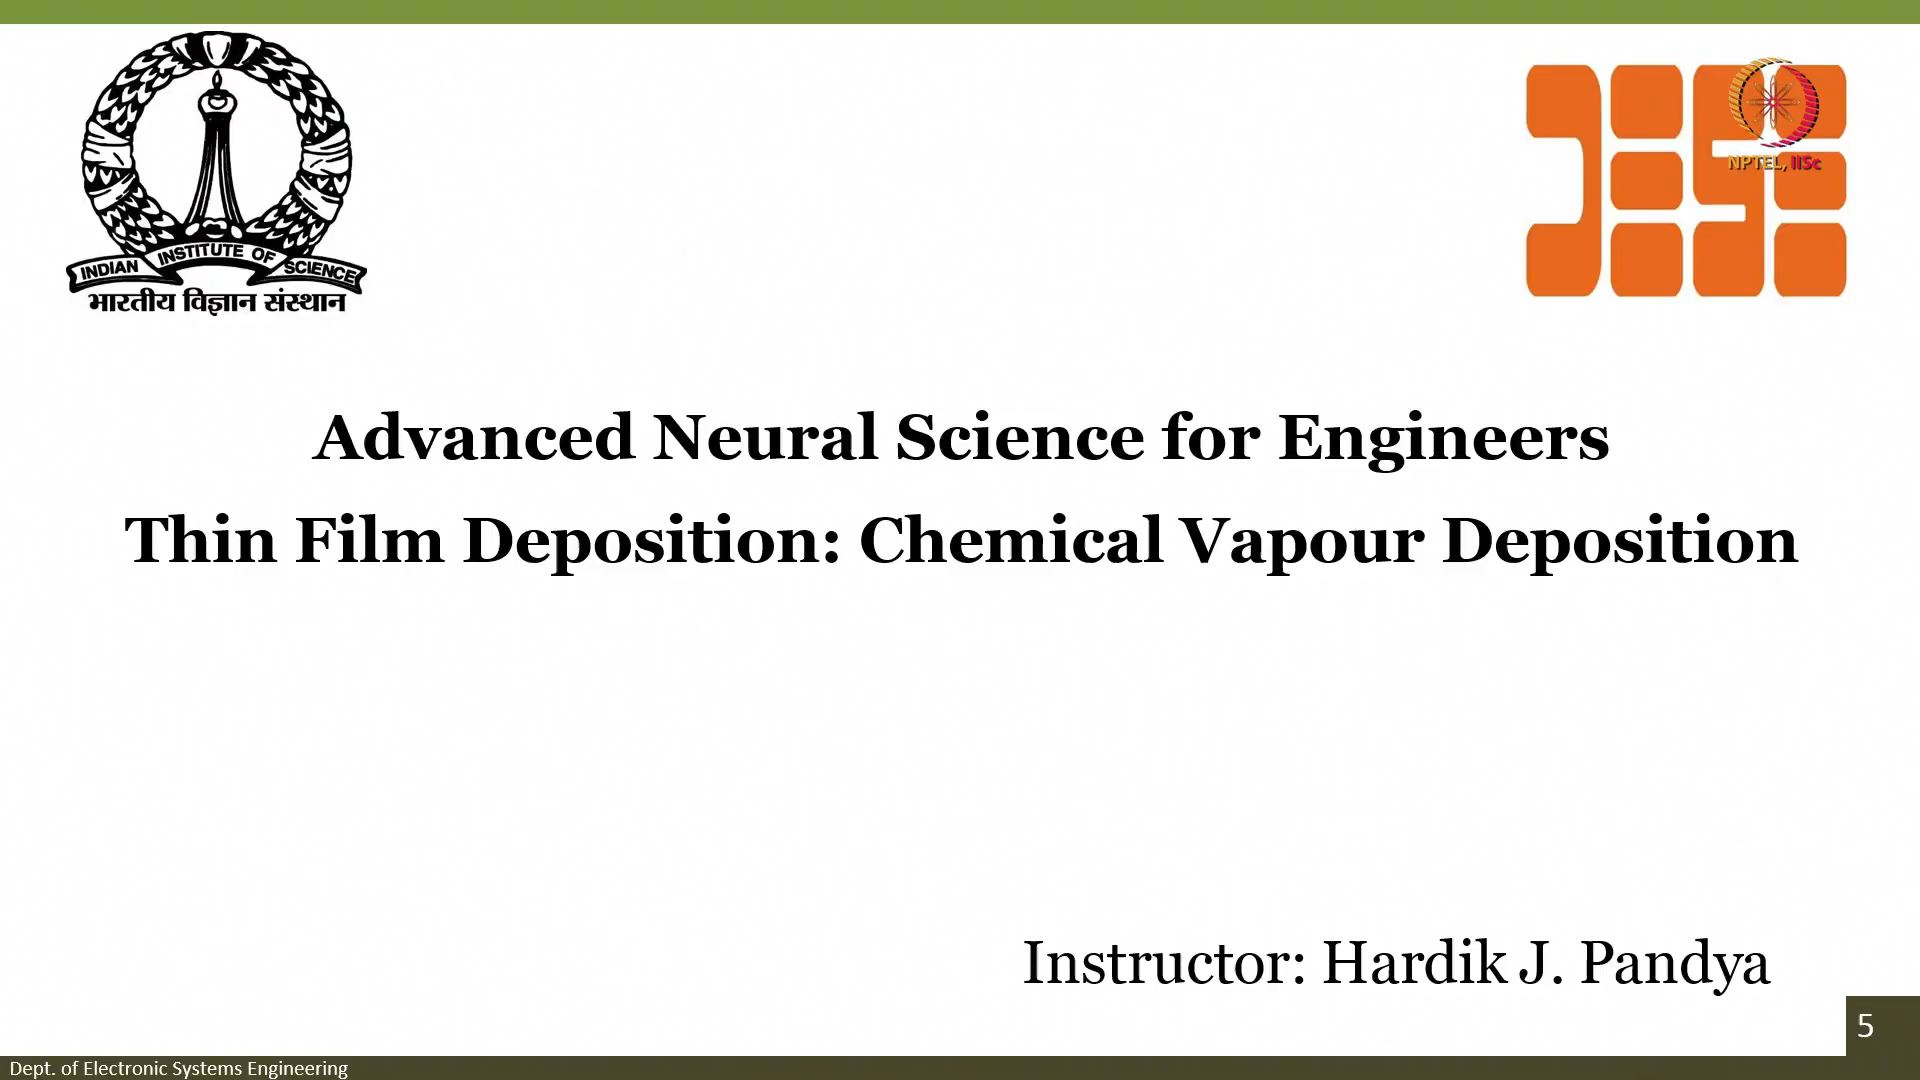 INDIAN INSTITUTE OF SCIENCE
भारतीय विज्ञान संस्थान
NPTEL, IISc
Advanced Neural Science for Engineers
Thin Film Deposition: Chemical Vapour Deposition
Instructor: Hardik J. Pandya
5
Dept. of Electronic Systems Engineering